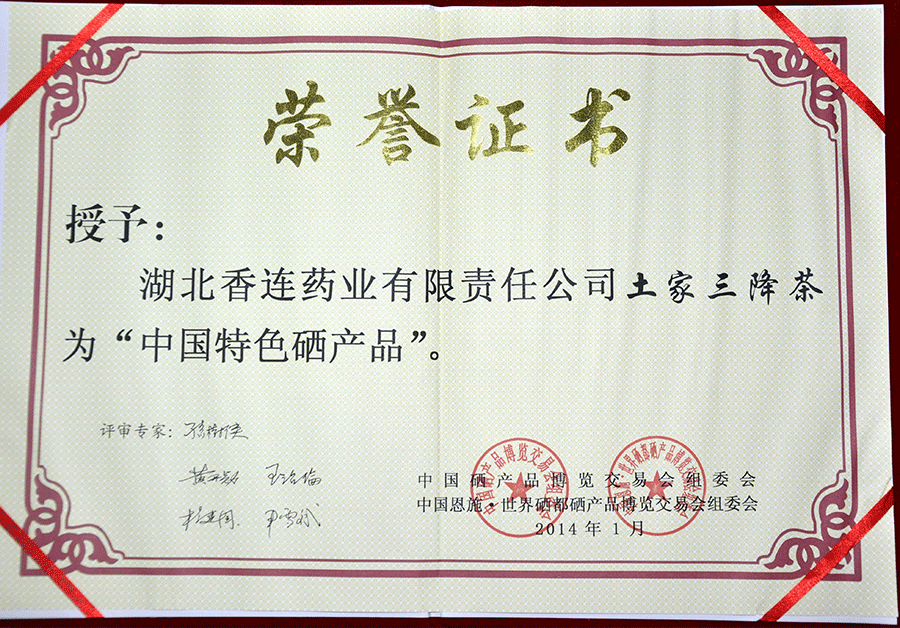 荣誉证书
授予：
湖北香连药业有限责任公司土家三降茶
为“中国特色硒产品”。
评审专家：
中国硒产品博览交易会组委会
中国恩施·世界硒都硒产品博览交易会组委会
2014年1月